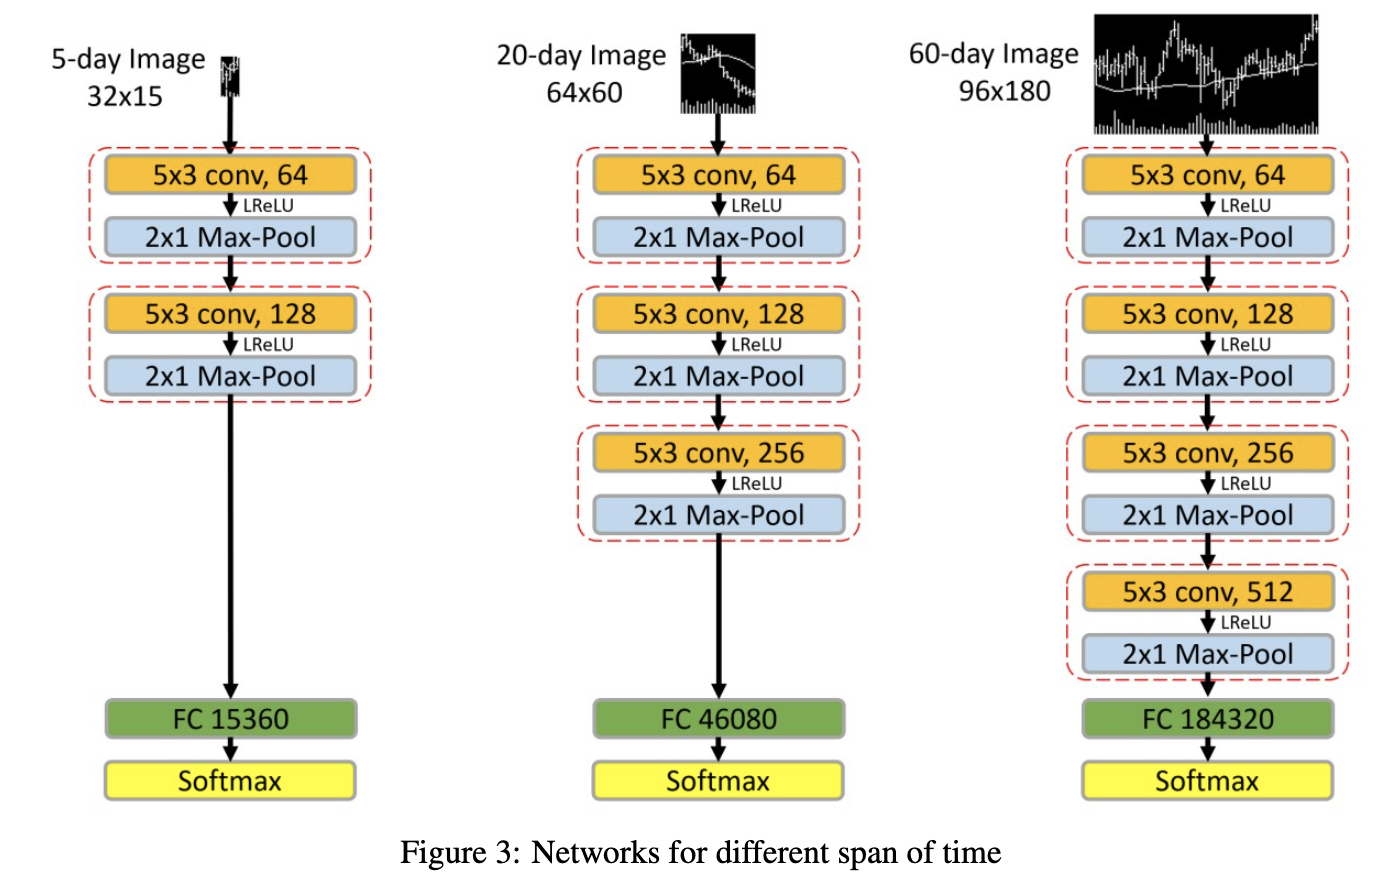 5-day Image
32x15
5x3 conv, 64
LReLU
2x1 Max-Pool
5x3 conv, 128
LReLU
2x1 Max-Pool
FC 15360
Softmax
20-day Image
64x60
5x3 conv, 64
LReLU
2x1 Max-Pool
5x3 conv, 128
LReLU
2x1 Max-Pool
5x3 conv, 256
LReLU
2x1 Max-Pool
FC 46080
Softmax
60-day Image
96x180
5x3 conv, 64
LReLU
2x1 Max-Pool
5x3 conv, 128
LReLU
2x1 Max-Pool
5x3 conv, 256
LReLU
2x1 Max-Pool
5x3 conv, 512
LReLU
2x1 Max-Pool
FC 184320
Softmax
Figure 3: Networks for different span of time